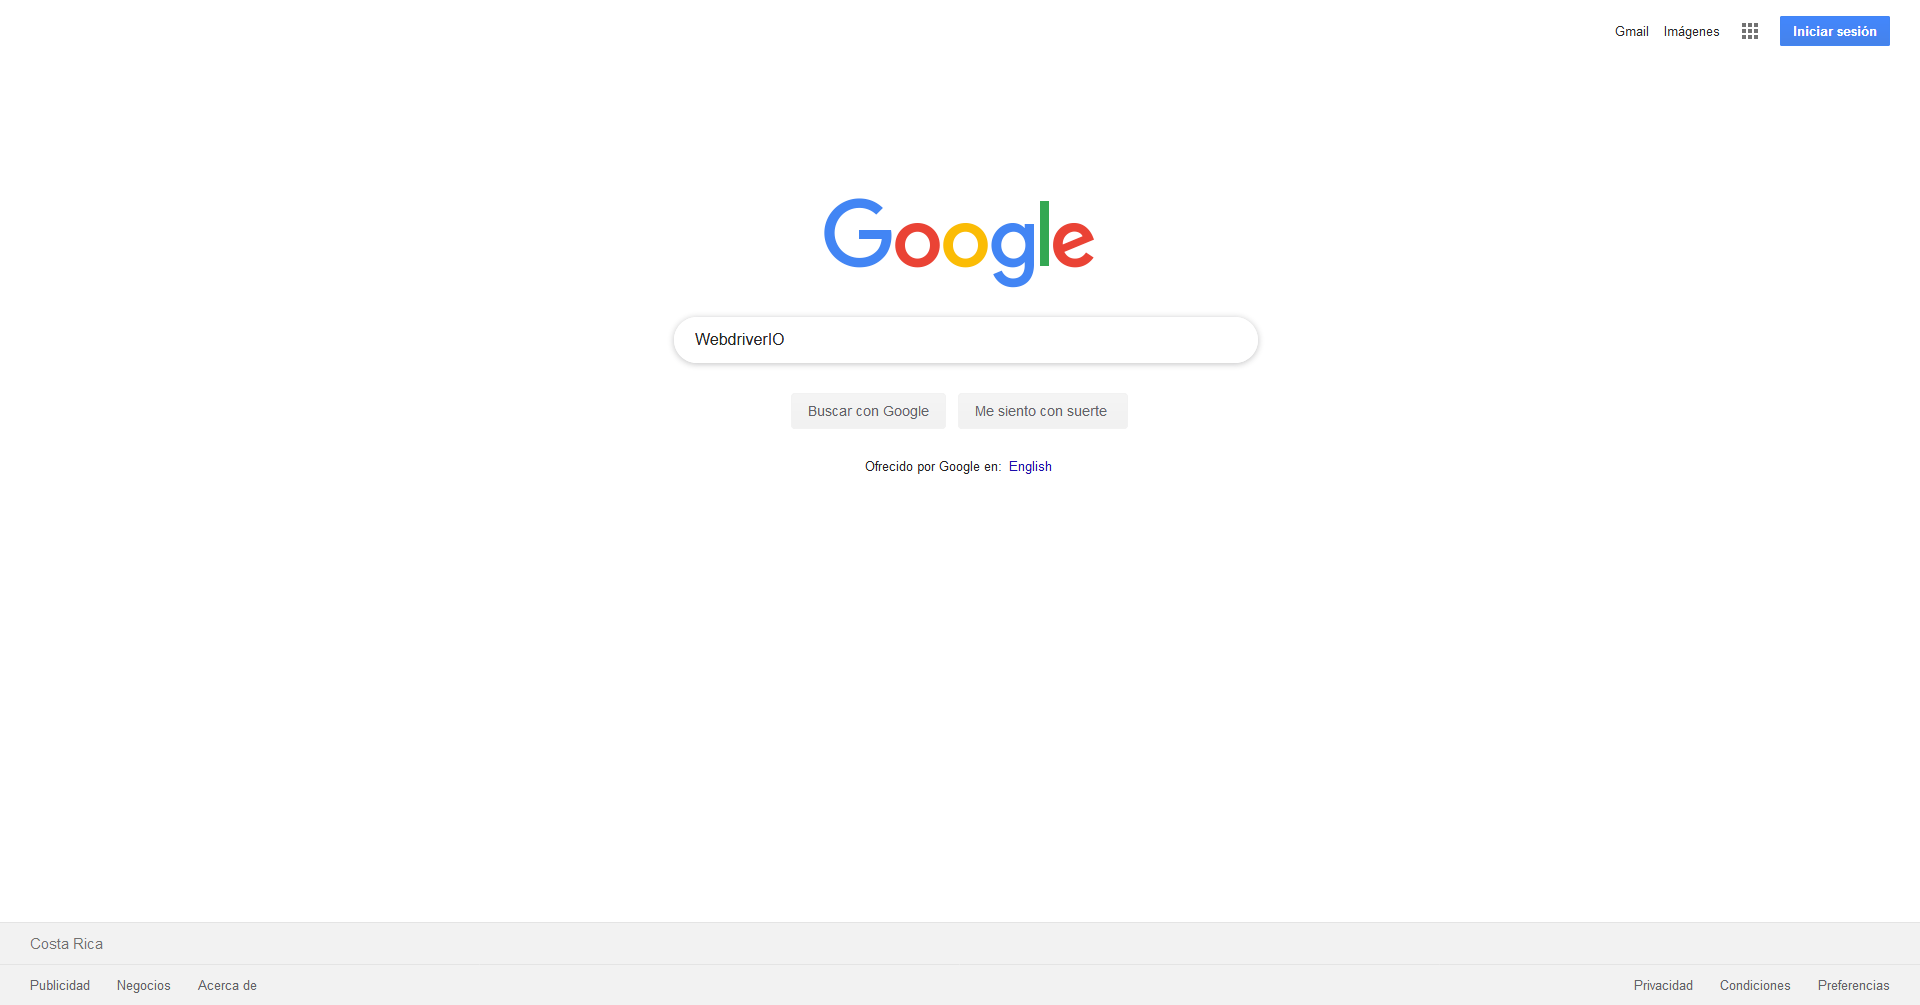 Gmail Imágenes Iniciar sesión
Google
WebdriverIO
Buscar con Google Me siento con suerte
Ofrecido por Google en: English
Costa Rica
Publicidad Negocios Acerca de Privacidad Condiciones Preferencias